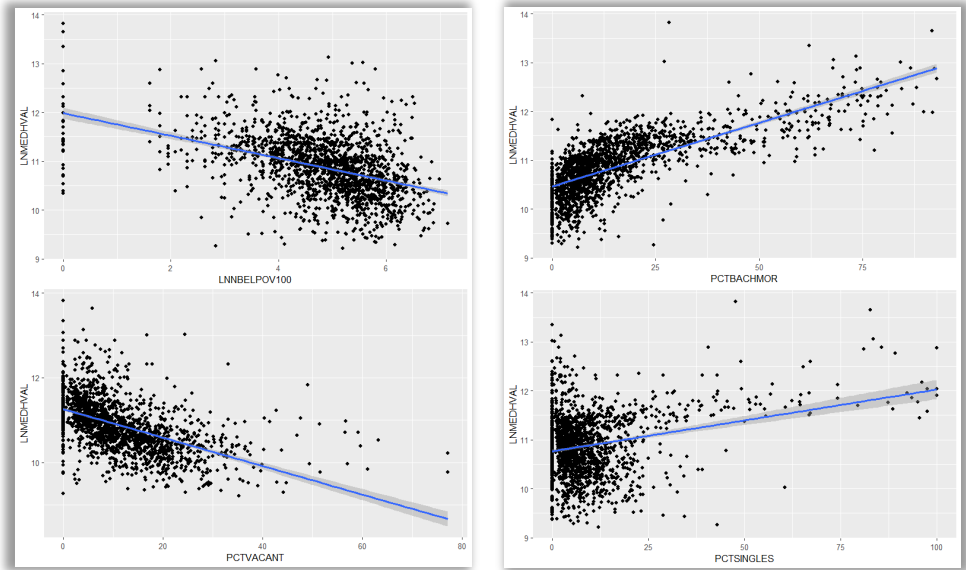 14
13
12
11
10
9
LNMEDHVAL
0 2 4 6
LNNBELPOV100
14
13
12
11
10
9
LNMEDHVAL
0 25 50 75
PCTBACHMOR
14
12
10
LNMEDHVAL
0 20 40 60 80
PCTVACANT
14
13
12
11
10
9
LNMEDHVAL
0 25 50 75 100
PCTSINGLES